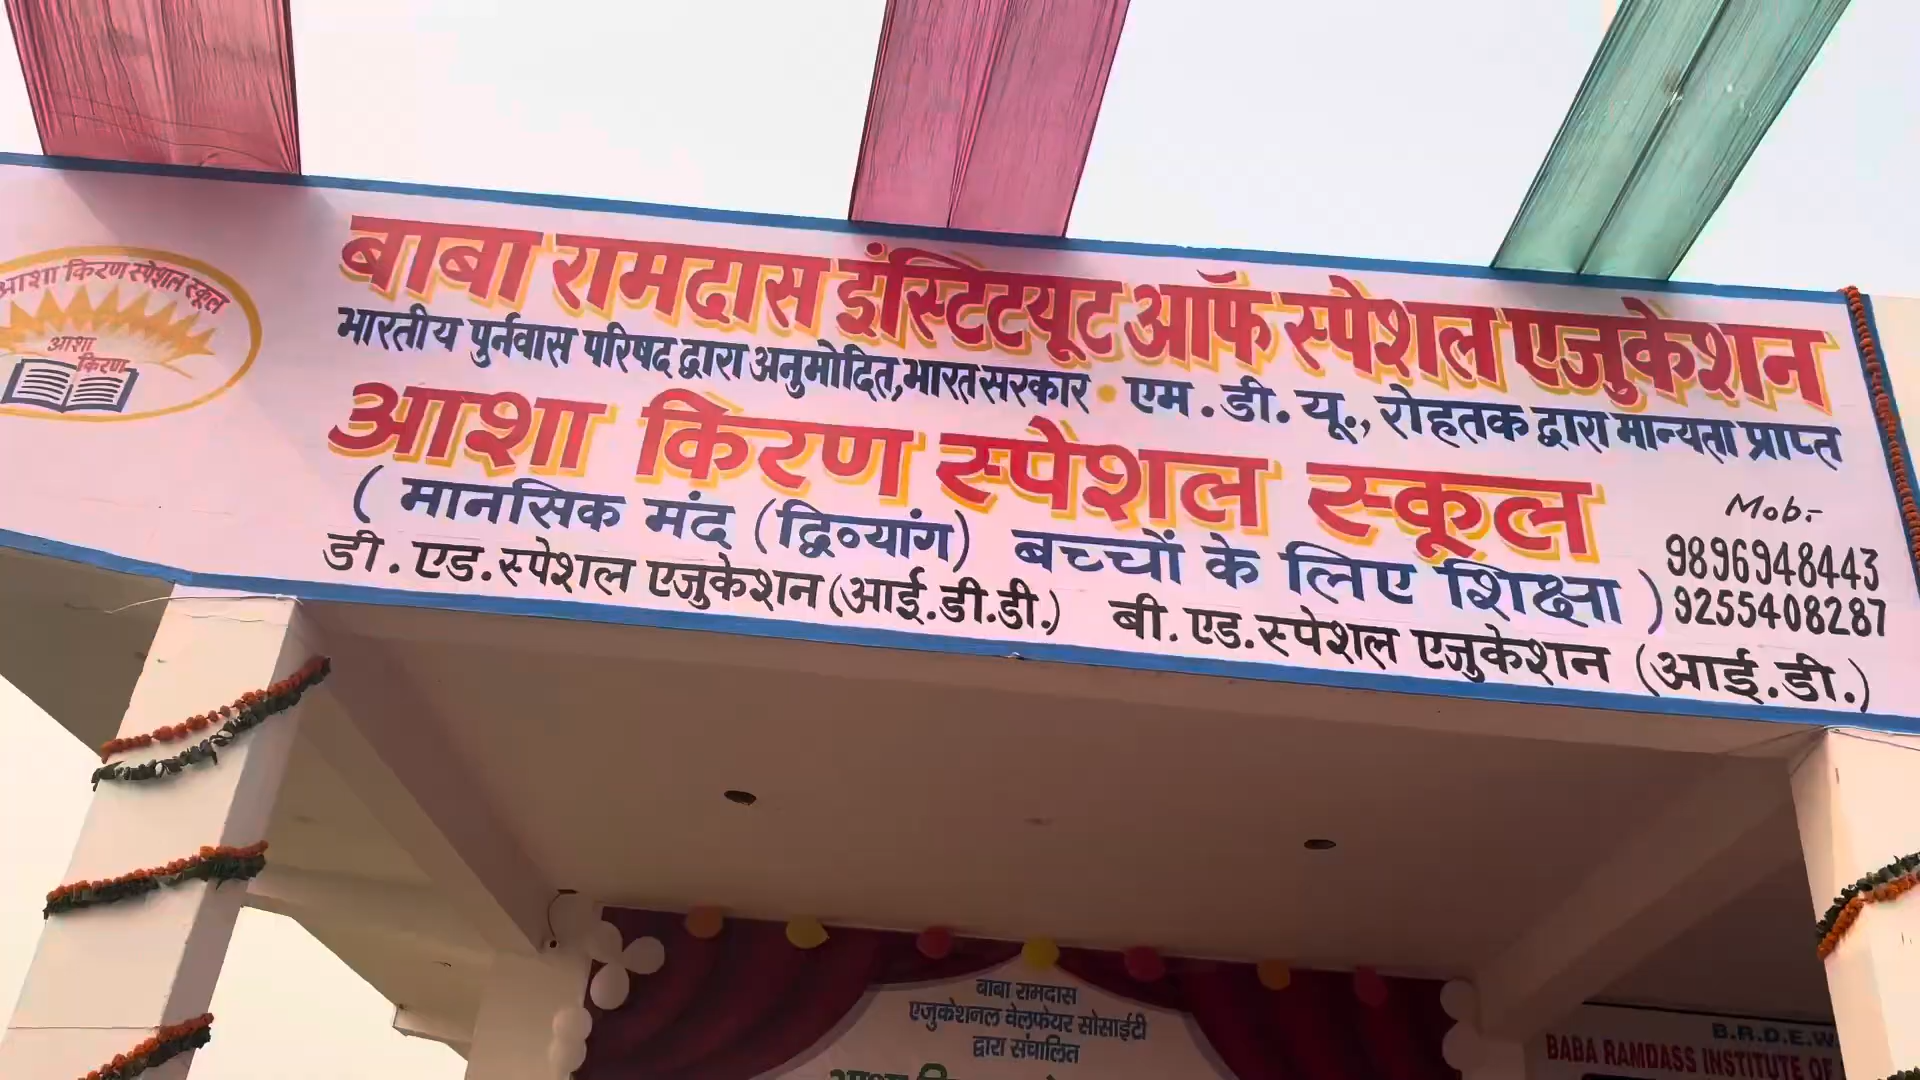 आशा किरण स्पेशल स्कूल
आशा
किरण
बाबा रामदास इंस्टिटयूट ऑफ स्पेशल एजुकेशन
भारतीय पुर्नवास परिषद द्वारा अनुमोदित,भारत सरकार • एम.डी.यू., रोहतक द्वारा मान्यता प्राप्त
आशा किरण स्पेशल स्कूल
( मानसिक मंद (द्विव्यांग) बच्चों के लिए शिक्षा )
Mob:-
9896948443
9255408287
डी.एड.स्पेशल एजुकेशन(आई.डी.डी.) बी.एड.स्पेशल एजुकेशन (आई.डी.)
बाबा रामदास
एजुकेशनल वेलफेयर सोसाईटी
द्वारा संचालित
B.R.D.E.W
BABA RAMDASS INSTITUTE OF